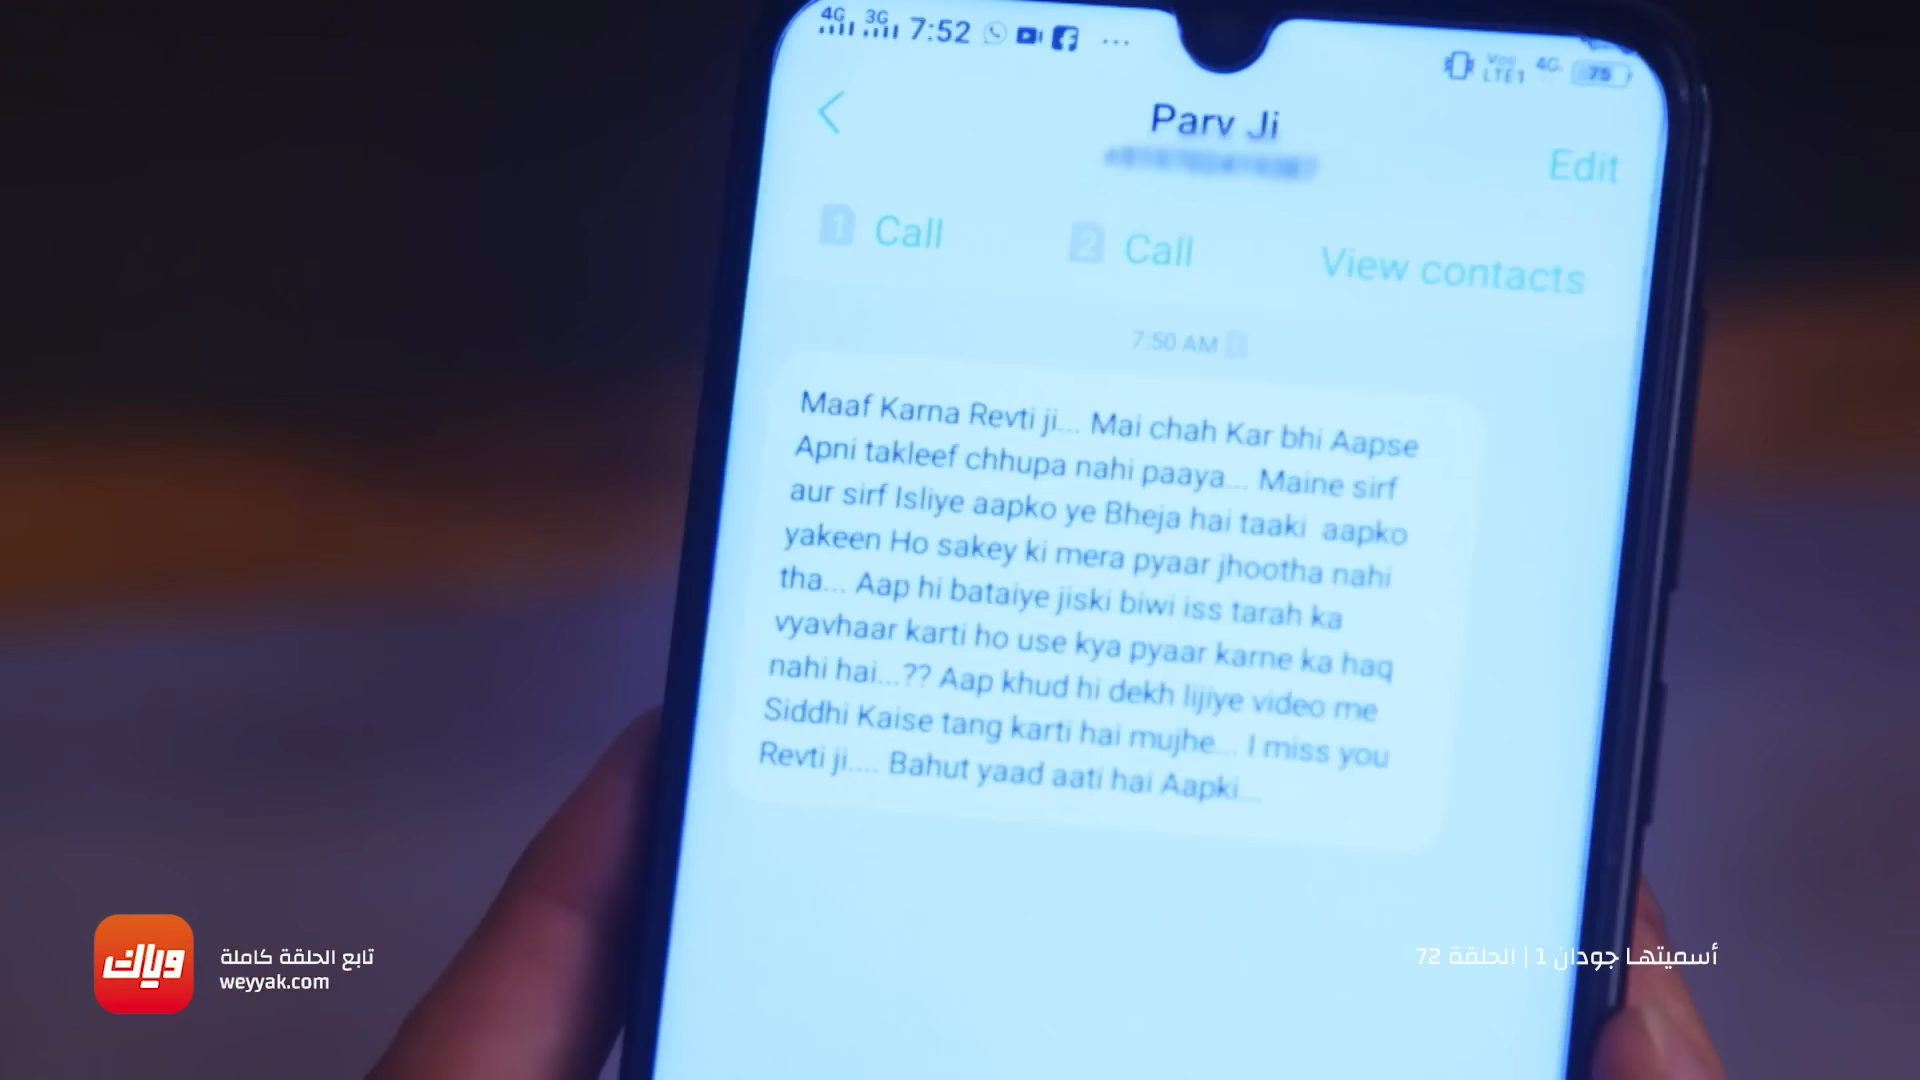 4G 3G 7:52
LTE1 4G 75
Parv Ji
Edit
1 Call 2 Call View contacts
7:50 AM
Maaf Karna Revti ji... Mai chah Kar bhi Aapse
Apni takleef chhupa nahi paaya... Maine sirf
aur sirf Isliye aapko ye Bheja hai taaki aapko
yakeen Ho sakey ki mera pyaar jhootha nahi
tha... Aap hi bataiye jiski biwi iss tarah ka
vyavhaar karti ho use kya pyaar karne ka haq
nahi hai...?? Aap khud hi dekh lijiye video me
Siddhi Kaise tang karti hai mujhe... I miss you
Revti ji.... Bahut yaad aati hai Aapki...
وياك
تابع الحلقة كاملة
weyyak.com
أسميتها جودان 1 | الحلقة 72